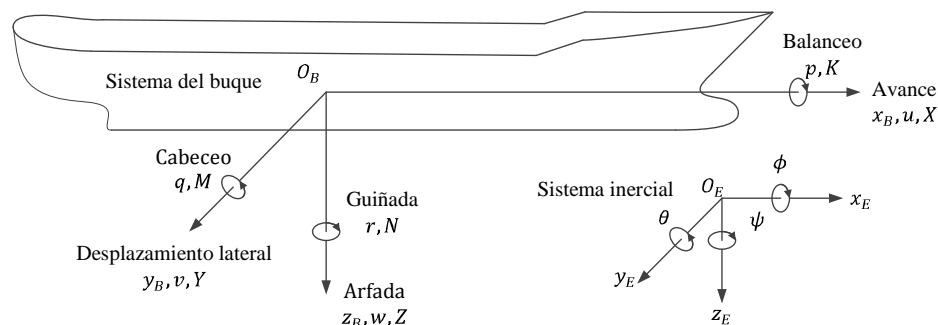 Balanceo
p, K
Sistema del buque
O_B
Avance
x_B, u, X
Cabeceo
q, M
Sistema inercial
O_E
ϕ
Guiñada
r, N
x_E
θ
ψ
Desplazamiento lateral
y_B, v, Y
y_E
Arfada
z_B, w, Z
z_E